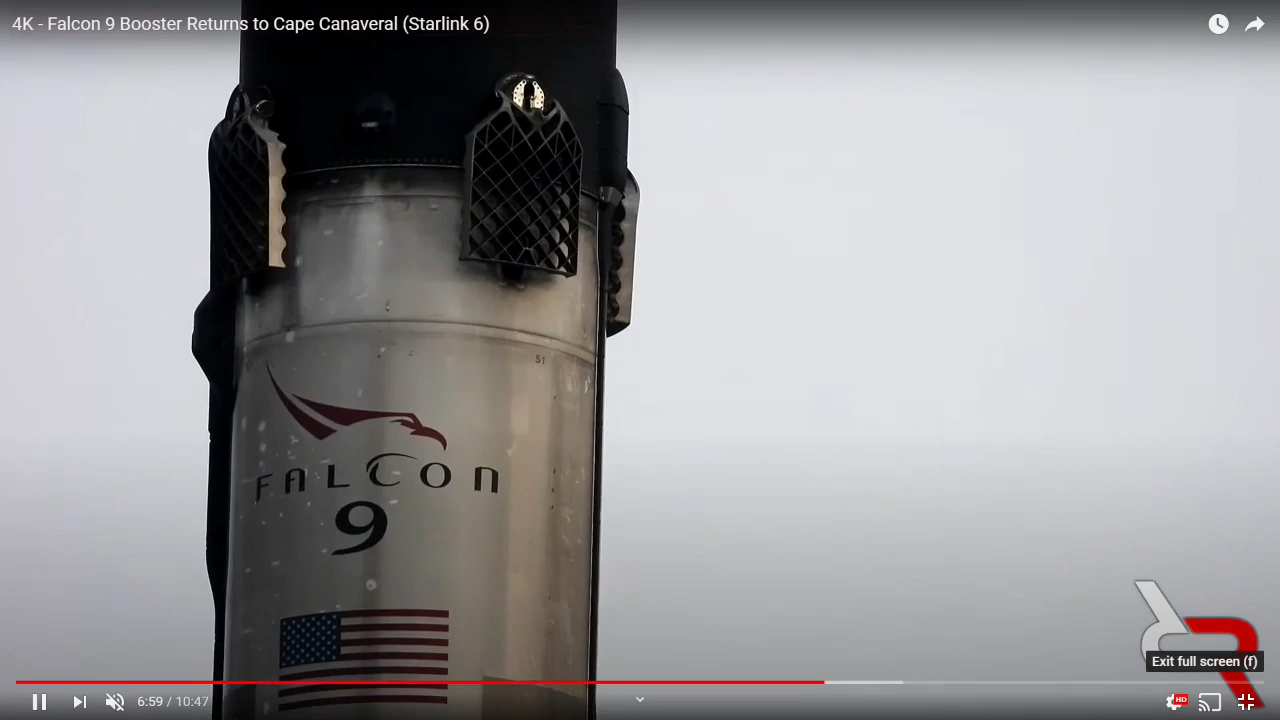 4K - Falcon 9 Booster Returns to Cape Canaveral (Starlink 6)
51
FALCON
9
Exit full screen (f)
6:59 / 10:47
HD